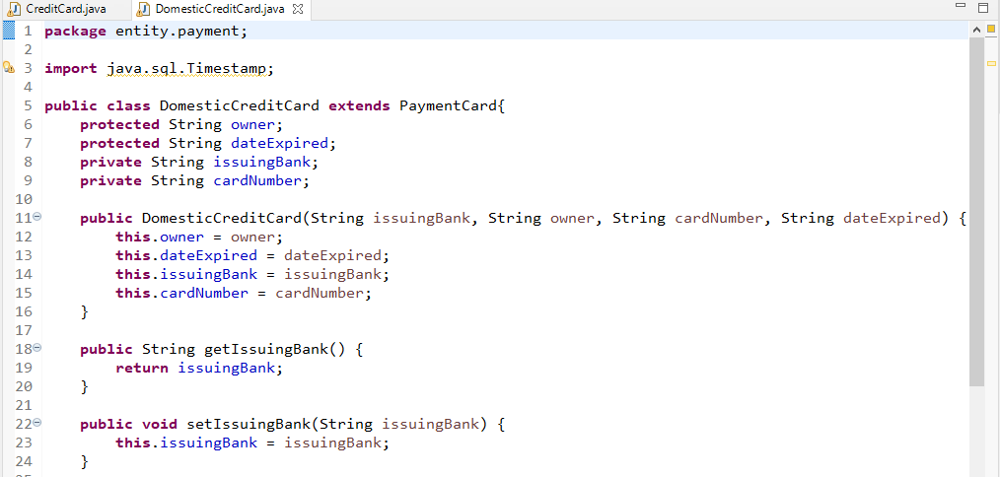 CreditCard.java DomesticCreditCard.java
1 package entity.payment;
2
3 import java.sql.Timestamp;
4
5 public class DomesticCreditCard extends PaymentCard{
6 protected String owner;
7 protected String dateExpired;
8 private String issuingBank;
9 private String cardNumber;
10
11 public DomesticCreditCard(String issuingBank, String owner, String cardNumber, String dateExpired) {
12 this.owner = owner;
13 this.dateExpired = dateExpired;
14 this.issuingBank = issuingBank;
15 this.cardNumber = cardNumber;
16 }
17
18 public String getIssuingBank() {
19 return issuingBank;
20 }
21
22 public void setIssuingBank(String issuingBank) {
23 this.issuingBank = issuingBank;
24 }